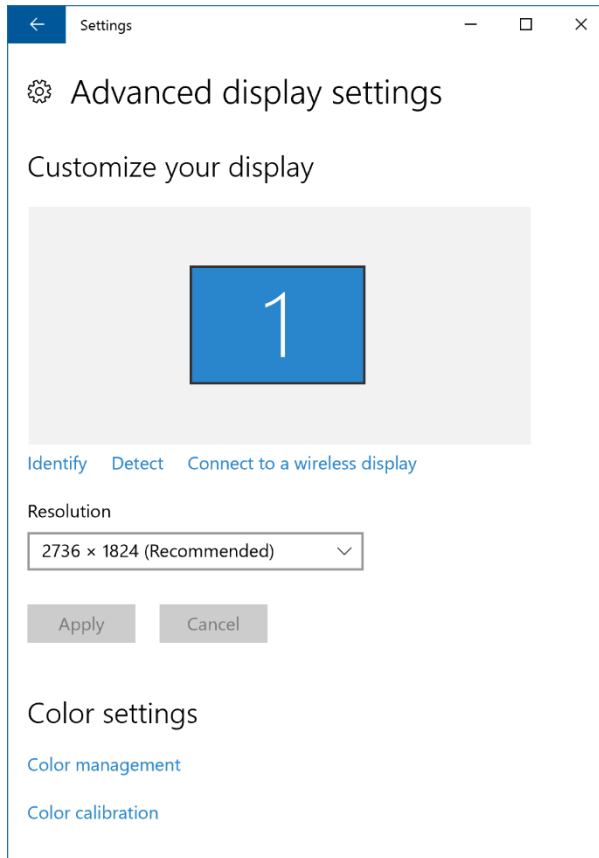 Settings
Advanced display settings
Customize your display
1
Identify Detect Connect to a wireless display
Resolution
2736 × 1824 (Recommended)
Apply Cancel
Color settings
Color management
Color calibration